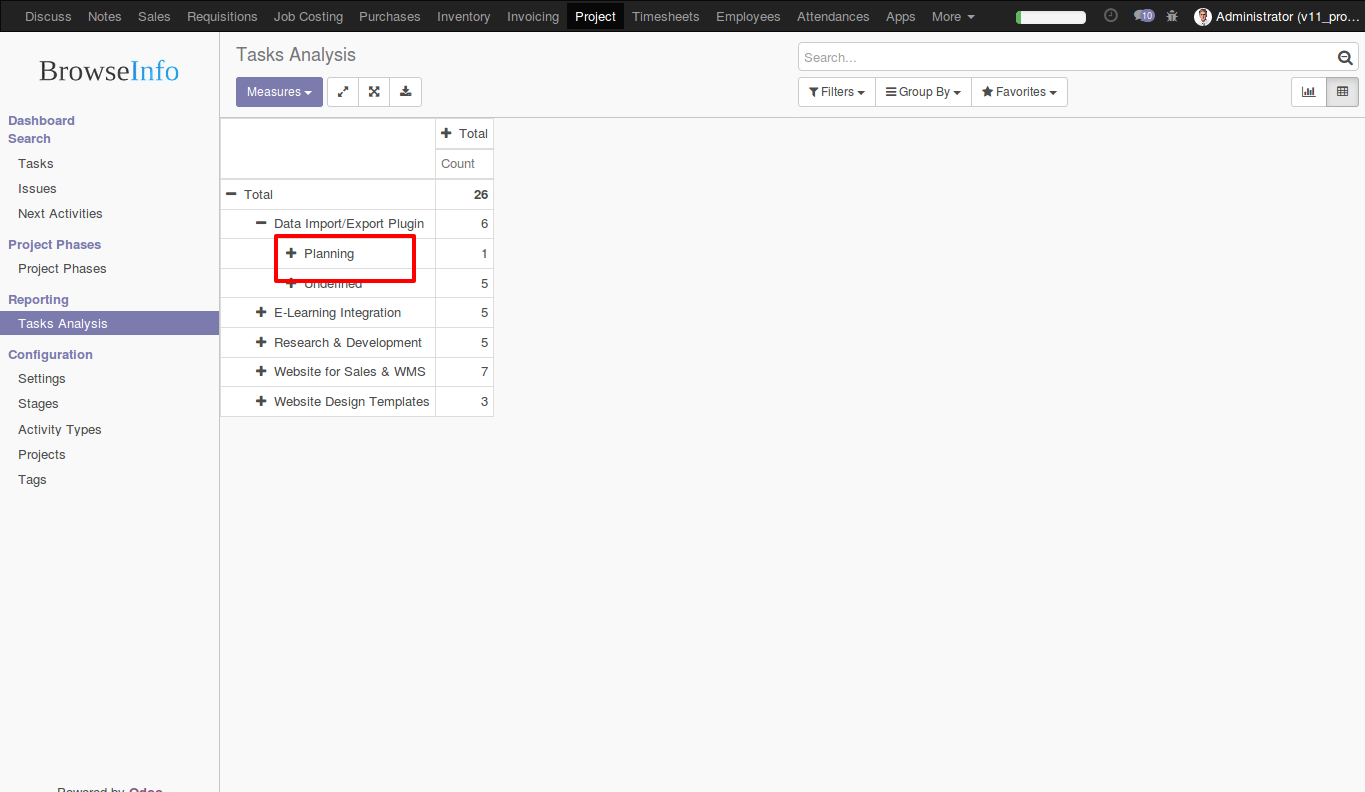 Discuss Notes Sales Requisitions Job Costing Purchases Inventory Invoicing Project Timesheets Employees Attendances Apps More 10 Administrator (v11_pro...
BrowseInfo
Tasks Analysis
Search...
Measures
Filters Group By Favorites
Dashboard
Search
Tasks
Issues
Next Activities
Project Phases
Project Phases
Reporting
Tasks Analysis
Configuration
Settings
Stages
Activity Types
Projects
Tags
Powered by Odoo
Total
Count
Total 26
Data Import/Export Plugin 6
Planning 1
Undefined 5
E-Learning Integration 5
Research & Development 5
Website for Sales & WMS 7
Website Design Templates 3